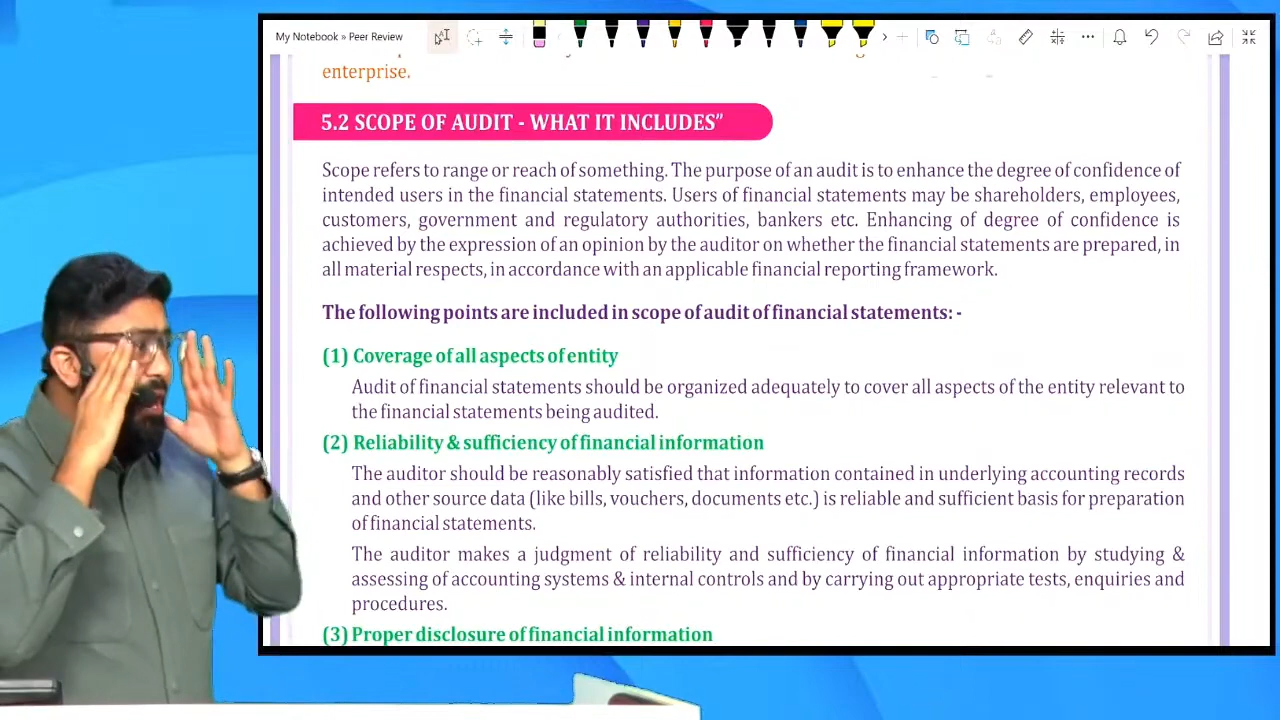 My Notebook » Peer Review
enterprise.
5.2 SCOPE OF AUDIT - WHAT IT INCLUDES”
Scope refers to range or reach of something. The purpose of an audit is to enhance the degree of confidence of
intended users in the financial statements. Users of financial statements may be shareholders, employees,
customers, government and regulatory authorities, bankers etc. Enhancing of degree of confidence is
achieved by the expression of an opinion by the auditor on whether the financial statements are prepared, in
all material respects, in accordance with an applicable financial reporting framework.
The following points are included in scope of audit of financial statements: -
(1) Coverage of all aspects of entity
Audit of financial statements should be organized adequately to cover all aspects of the entity relevant to
the financial statements being audited.
(2) Reliability & sufficiency of financial information
The auditor should be reasonably satisfied that information contained in underlying accounting records
and other source data (like bills, vouchers, documents etc.) is reliable and sufficient basis for preparation
of financial statements.
The auditor makes a judgment of reliability and sufficiency of financial information by studying &
assessing of accounting systems & internal controls and by carrying out appropriate tests, enquiries and
procedures.
(3) Proper disclosure of financial information